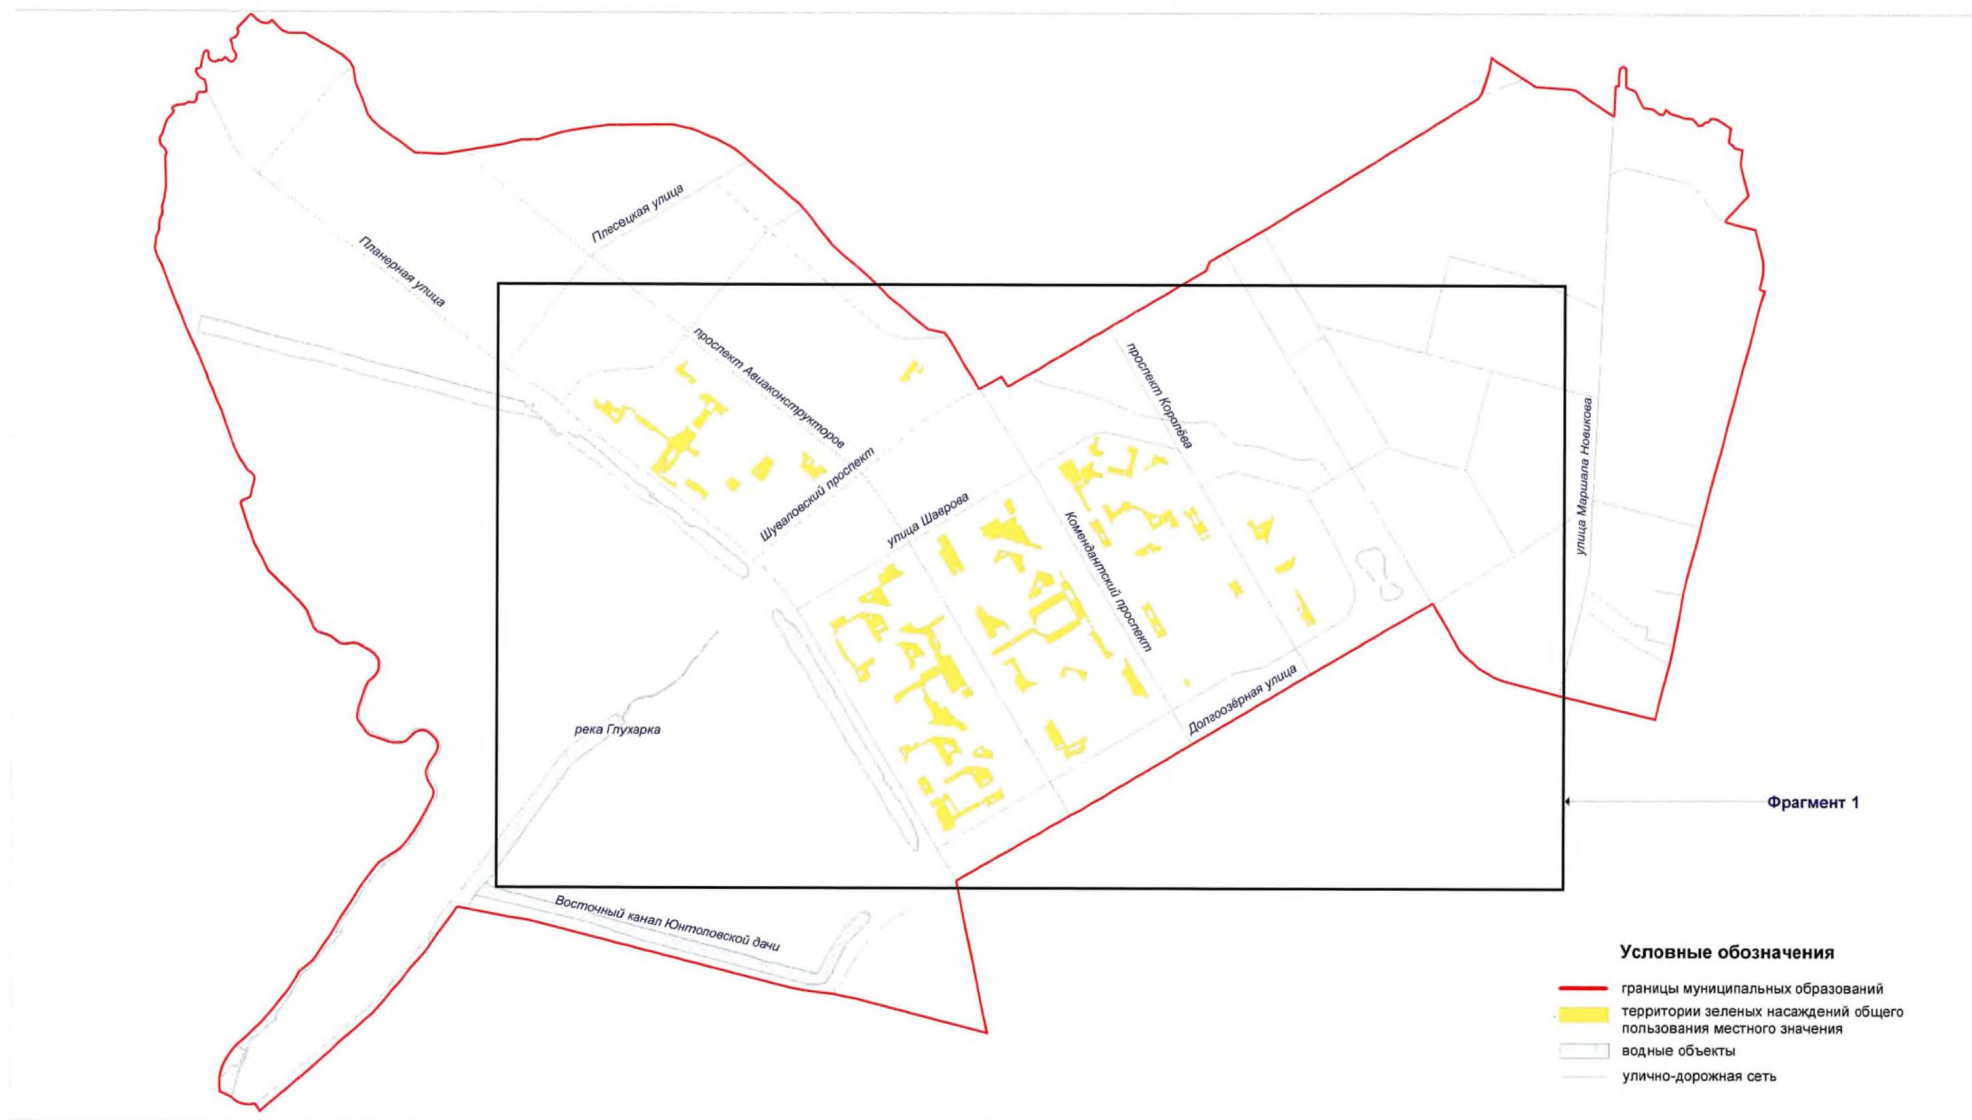 Плесецкая улица
Планерная улица
проспект Авиаконструкторов
проспект Королёва
Шуваловский проспект
улица Шаврова
улица Маршала Новикова
Комендантский проспект
Долгоозёрная улица
река Глухарка
Фрагмент 1
Восточный канал Юнтоловской дачи
Условные обозначения
границы муниципальных образований
территории зеленых насаждений общего
пользования местного значения
водные объекты
улично-дорожная сеть